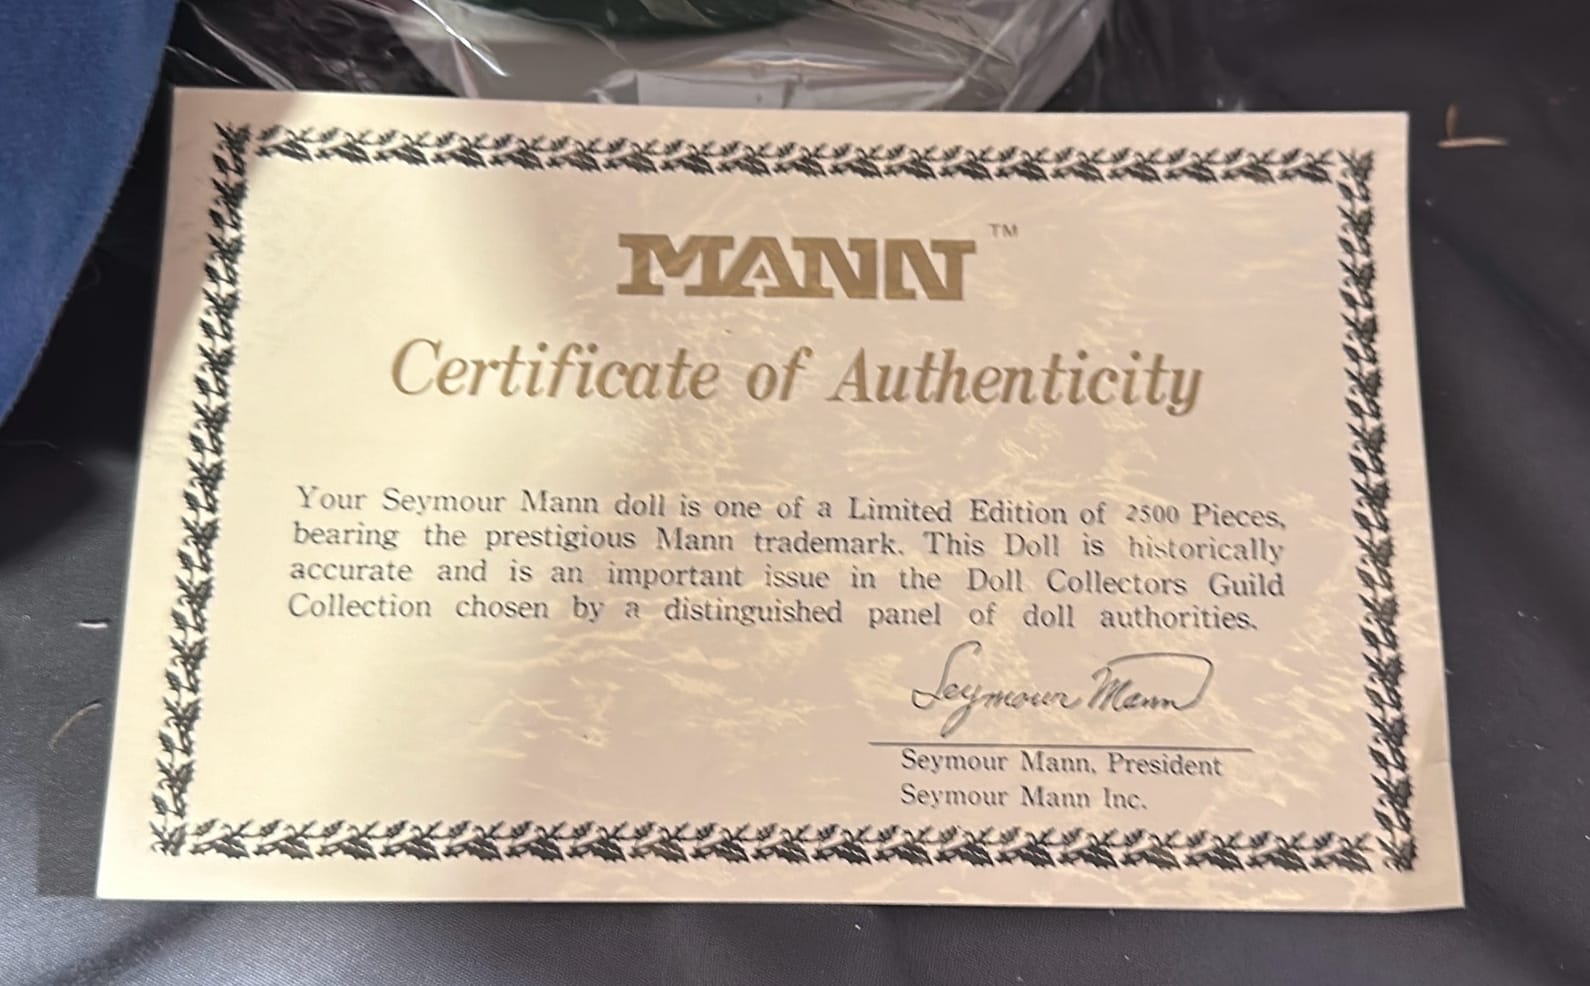 MANN™
Certificate of Authenticity
Your Seymour Mann doll is one of a Limited Edition of 2500 Pieces,
bearing the prestigious Mann trademark. This Doll is historically
accurate and is an important issue in the Doll Collectors Guild
Collection chosen by a distinguished panel of doll authorities.
Seymour Mann
Seymour Mann, President
Seymour Mann Inc.